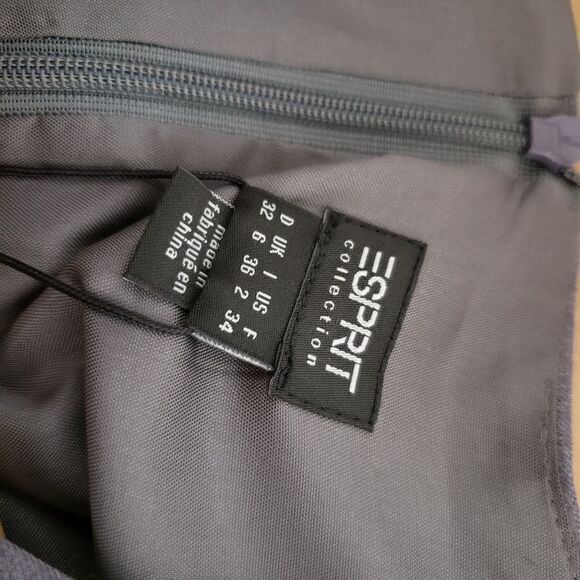 ESPRIT
collection
D UK I US F
32 6 36 2 34
made in
fabriqué en
china